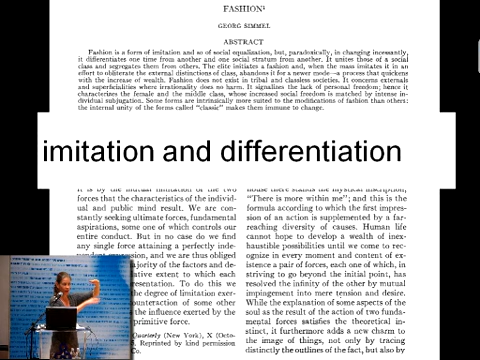 FASHION¹
GEORG SIMMEL
ABSTRACT
Fashion is a form of imitation and so of social equalization, but, paradoxically, in changing incessantly,
it differentiates one time from another and one social stratum from another. It unites those of a social
class and segregates them from others. The elite initiates a fashion and, when the mass imitates it in an
effort to obliterate the external distinctions of class, abandons it for a newer mode—a process that quickens
with the increase of wealth. Fashion does not exist in tribal and classless societies. It concerns externals
and superficialities where irrationality does no harm. It signalizes the lack of personal freedom; hence it
characterizes the female and the middle class, whose increased social freedom is matched by intense in-
dividual subjugation. Some forms are intrinsically more suited to the modifications of fashion than others:
the internal unity of the forms called "classic" makes them immune to change.
imitation and differentiation
It is by the mutual limitation of the two
forces that the characteristics of the individ-
ual and public mind result. We are con-
stantly seeking ultimate forces, fundamental
aspirations, some one of which controls our
entire conduct. But in no case do we find
any single force attaining a perfectly inde-
we are thus obliged
ajority of the factors and de-
ative extent to which each
resentation. To do this we
the degree of limitation exer-
counteraction of some other
the influence exerted by the
primitive force.
Quarterly (New York), X (Octo-
Reprinted by kind permission
Co.
house there stands the mystical inscription,
"There is more within me"; and this is the
formula according to which the first impres-
sion of an action is supplemented by a far-
reaching diversity of causes. Human life
cannot hope to develop a wealth of inex-
haustible possibilities until we come to rec-
ognize in every moment and content of ex-
istence a pair of forces, each one of which, in
striving to go beyond the initial point, has
resolved the infinity of the other by mutual
impingement into mere tension and desire.
While the explanation of some aspects of the
soul as the result of the action of two funda-
mental forces satisfies the theoretical in-
stinct, it furthermore adds a new charm to
the image of things, not only by tracing
distinctly the outlines of the fact, but also by